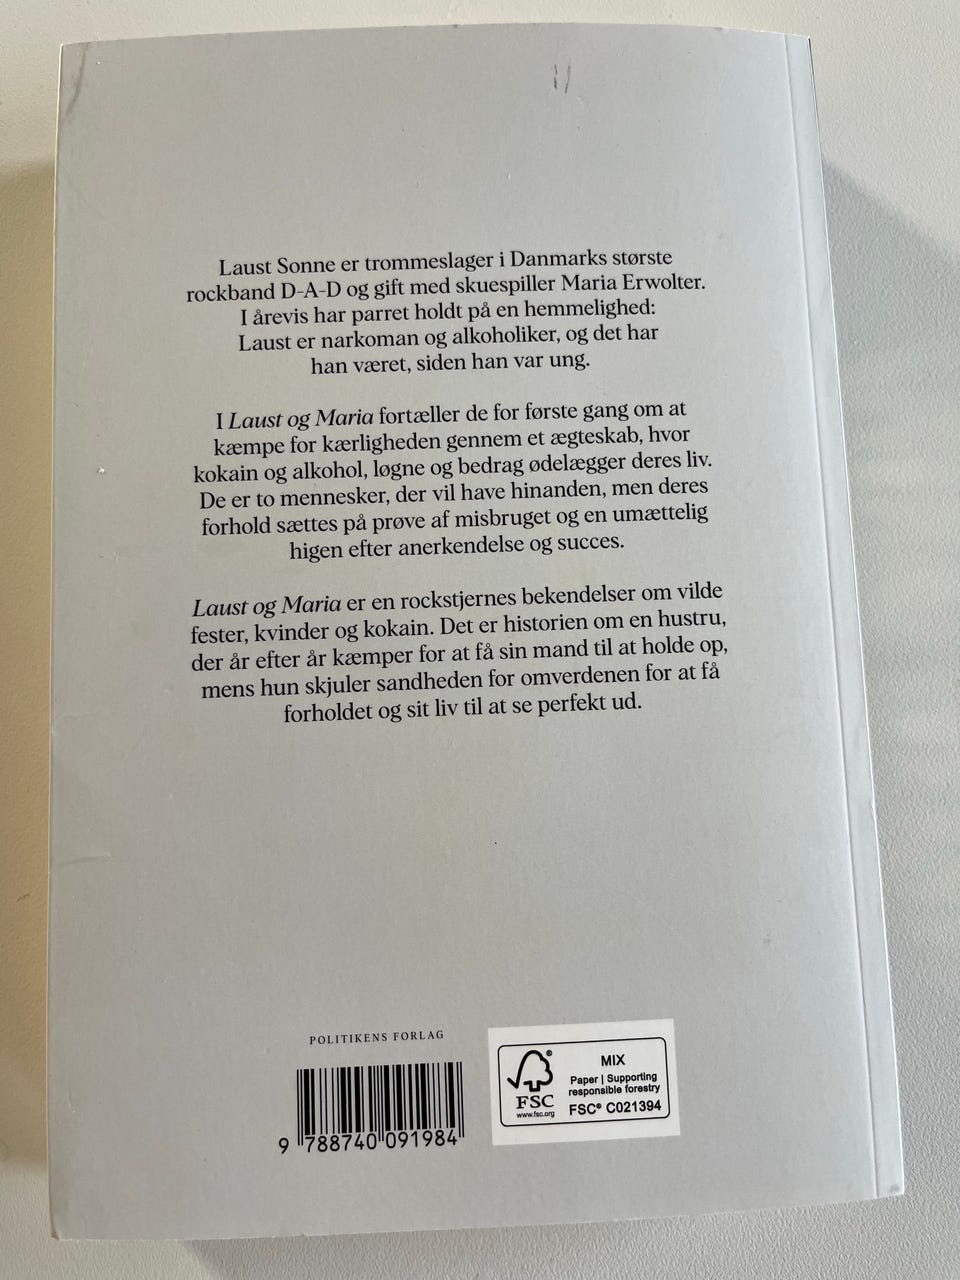 Laust Sonne er trommeslager i Danmarks største
rockband D-A-D og gift med skuespiller Maria Erwolter.
I årevis har parret holdt på en hemmelighed:
Laust er narkoman og alkoholiker, og det har
han været, siden han var ung.
I Laust og Maria fortæller de for første gang om at
kæmpe for kærligheden gennem et ægteskab, hvor
kokain og alkohol, løgne og bedrag ødelægger deres liv.
De er to mennesker, der vil have hinanden, men deres
forhold sættes på prøve af misbruget og en umættelig
higen efter anerkendelse og succes.
Laust og Maria er en rockstjernes bekendelser om vilde
fester, kvinder og kokain. Det er historien om en hustru,
der år efter år kæmper for at få sin mand til at holde op,
mens hun skjuler sandheden for omverdenen for at få
forholdet og sit liv til at se perfekt ud.
POLITIKENS FORLAG
9 788740 091984
FSC
www.fsc.org
MIX
Paper | Supporting
responsible forestry
FSC® C021394